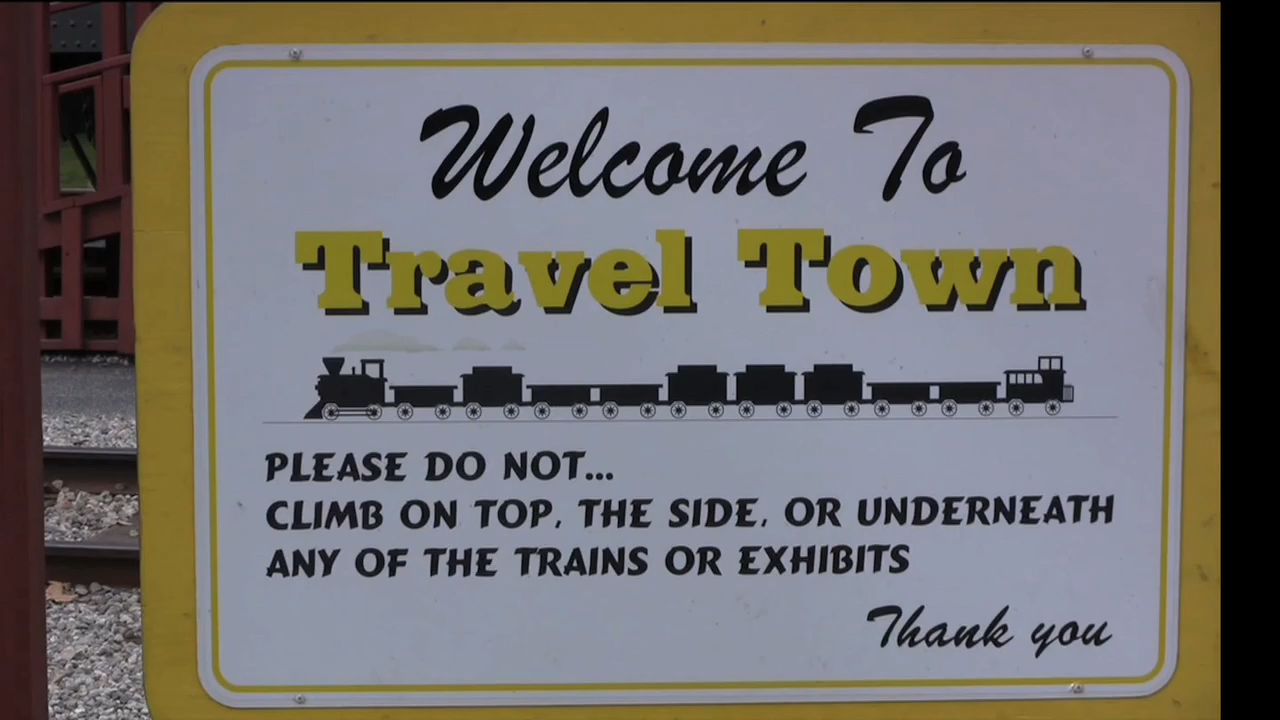 Welcome To
Travel Town
PLEASE DO NOT...
CLIMB ON TOP, THE SIDE, OR UNDERNEATH
ANY OF THE TRAINS OR EXHIBITS
Thank you